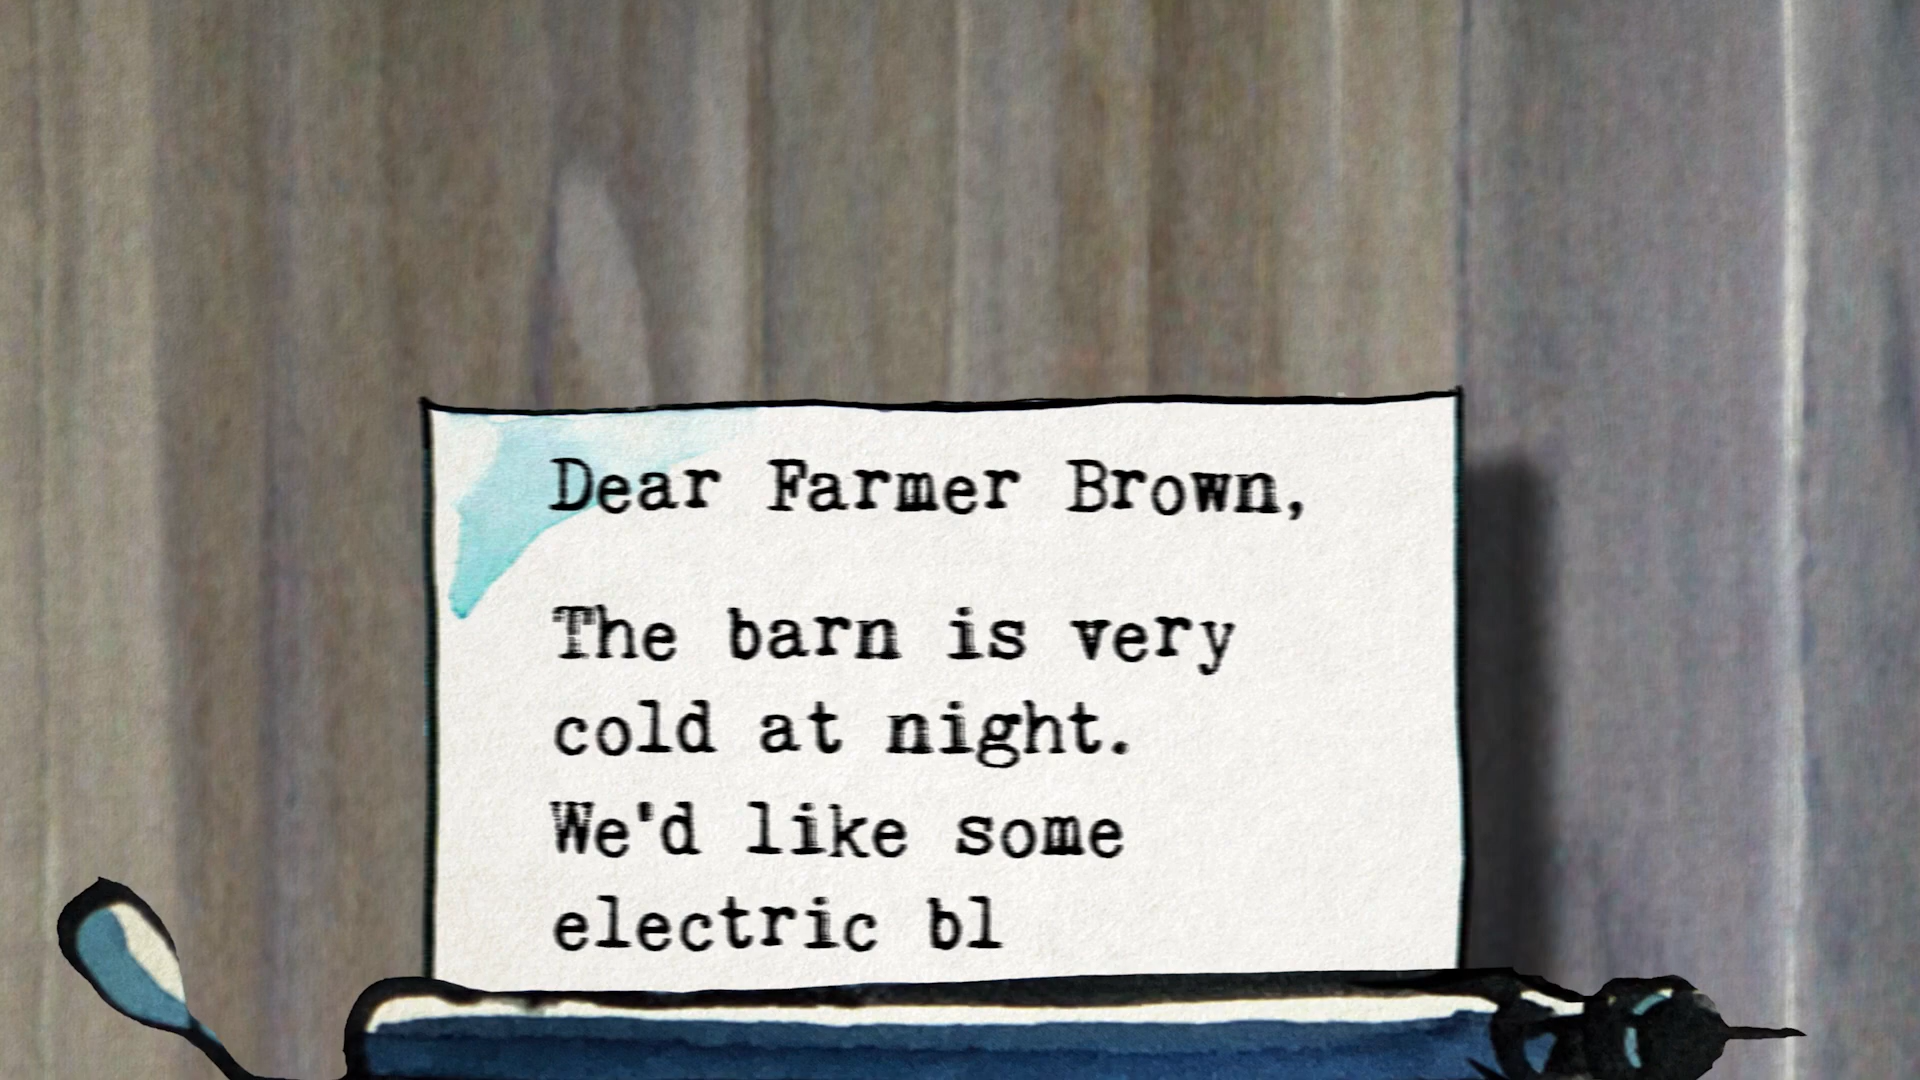 Dear Farmer Brown,
The barn is very
cold at night.
We'd like some
electric bl